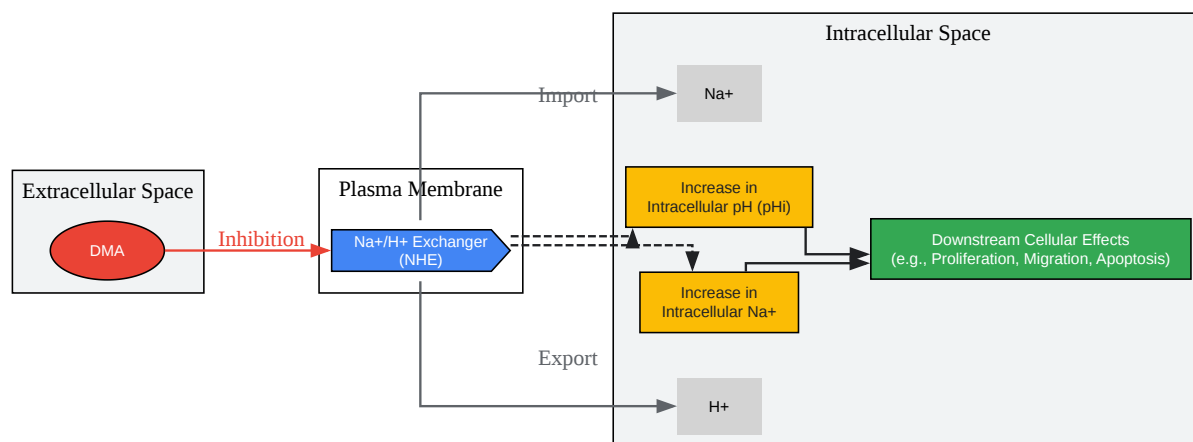 Intracellular Space
Na+
Import
Extracellular Space
DMA
Inhibition
Plasma Membrane
Na+/H+ Exchanger
(NHE)
Increase in
Intracellular pH (pHi)
Increase in
Intracellular Na+
Downstream Cellular Effects
(e.g., Proliferation, Migration, Apoptosis)
Export
H+